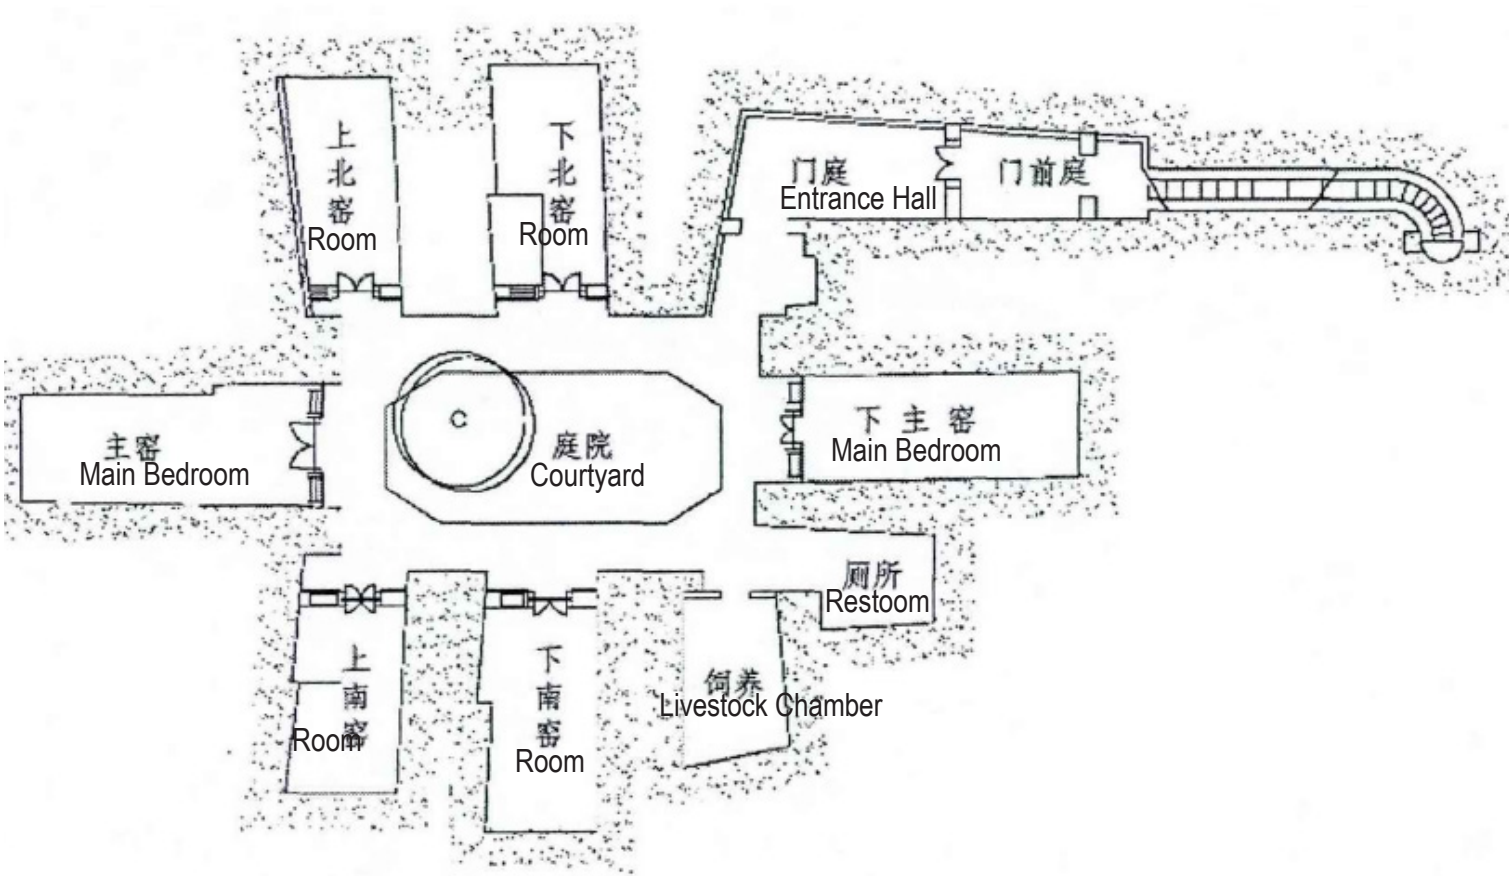 上北窑
Room
下北窑
Room
门庭
Entrance Hall
门前庭
主窑
Main Bedroom
C
庭院
Courtyard
下主窑
Main Bedroom
厕所
Restoom
上南窑
Room
下南窑
Room
饲养
Livestock Chamber